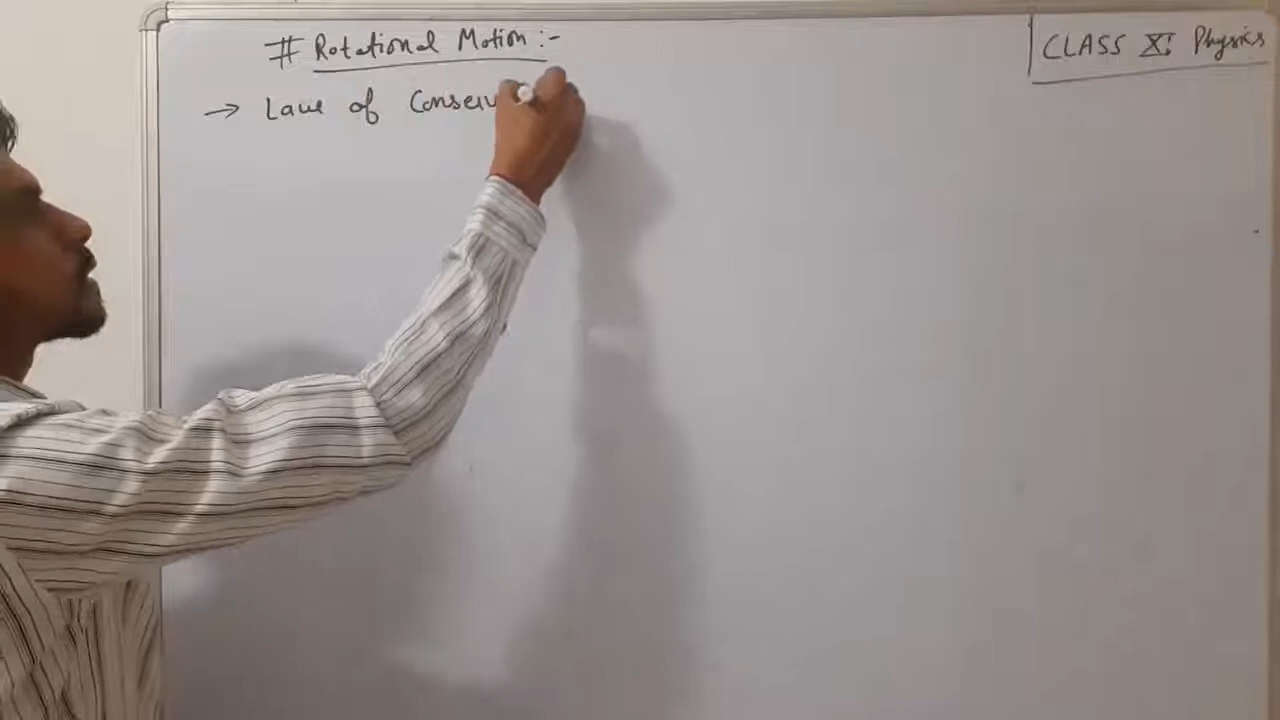 # Rotational Motion :-
CLASS XI Physics
→ Law of Conserv